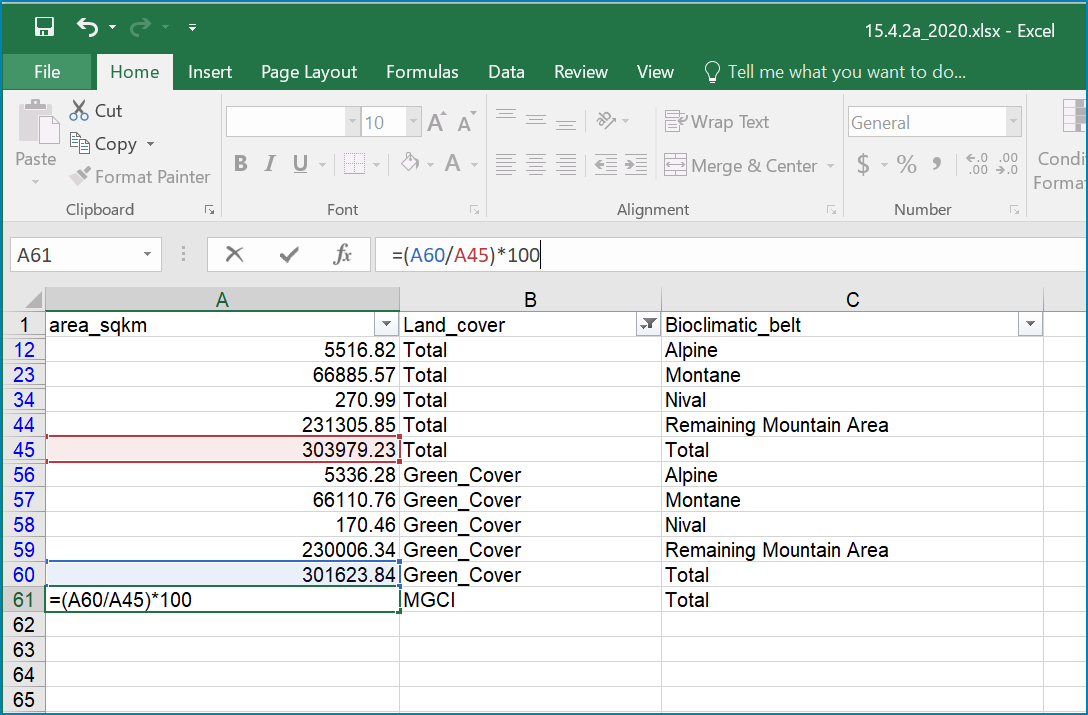 15.4.2a_2020.xlsx - Excel
File Home Insert Page Layout Formulas Data Review View Tell me what you want to do...
Paste
Cut
Copy
Format Painter
10 A A
B I U A
Wrap Text
Merge & Center
General
$ % , ←.0 .00 .00 →.0
Condi
Forma
Clipboard Font Alignment Number
A61 fx =(A60/A45)*100
A B C
1 area_sqkm Land_cover Bioclimatic_belt
12 5516.82 Total Alpine
23 66885.57 Total Montane
34 270.99 Total Nival
44 231305.85 Total Remaining Mountain Area
45 303979.23 Total Total
56 5336.28 Green_Cover Alpine
57 66110.76 Green_Cover Montane
58 170.46 Green_Cover Nival
59 230006.34 Green_Cover Remaining Mountain Area
60 301623.84 Green_Cover Total
61 =(A60/A45)*100 MGCI Total
62
63
64
65